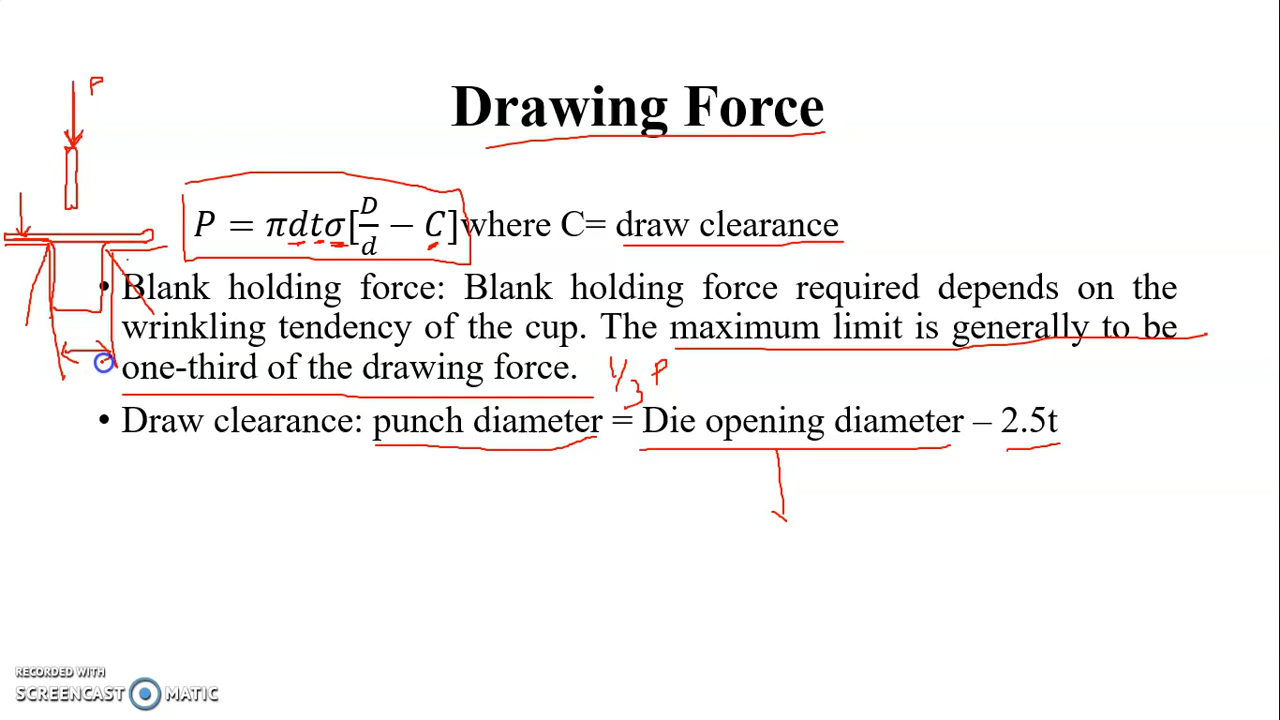 P
Drawing Force
P = πdtσ[D/d − C] where C= draw clearance
• Blank holding force: Blank holding force required depends on the
wrinkling tendency of the cup. The maximum limit is generally to be
one-third of the drawing force. 1/3 P
• Draw clearance: punch diameter = Die opening diameter – 2.5t
RECORDED WITH
SCREENCAST MATIC